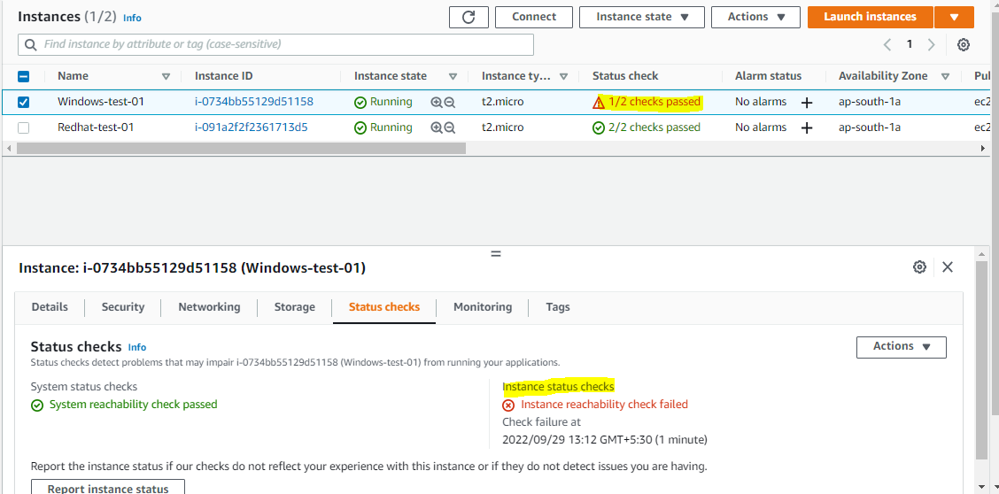 Instances (1/2) Info Connect Instance state Actions Launch instances
Find instance by attribute or tag (case-sensitive) 1
Name Instance ID Instance state Instance ty... Status check Alarm status Availability Zone Pul
Windows-test-01 i-0734bb55129d51158 Running t2.micro 1/2 checks passed No alarms ap-south-1a ec2
Redhat-test-01 i-091a2f2f2361713d5 Running t2.micro 2/2 checks passed No alarms ap-south-1a ec2
Instance: i-0734bb55129d51158 (Windows-test-01)
Details Security Networking Storage Status checks Monitoring Tags
Status checks Info Actions
Status checks detect problems that may impair i-0734bb55129d51158 (Windows-test-01) from running your applications.
System status checks Instance status checks
System reachability check passed Instance reachability check failed
Check failure at
2022/09/29 13:12 GMT+5:30 (1 minute)
Report the instance status if our checks do not reflect your experience with this instance or if they do not detect issues you are having.
Report instance status